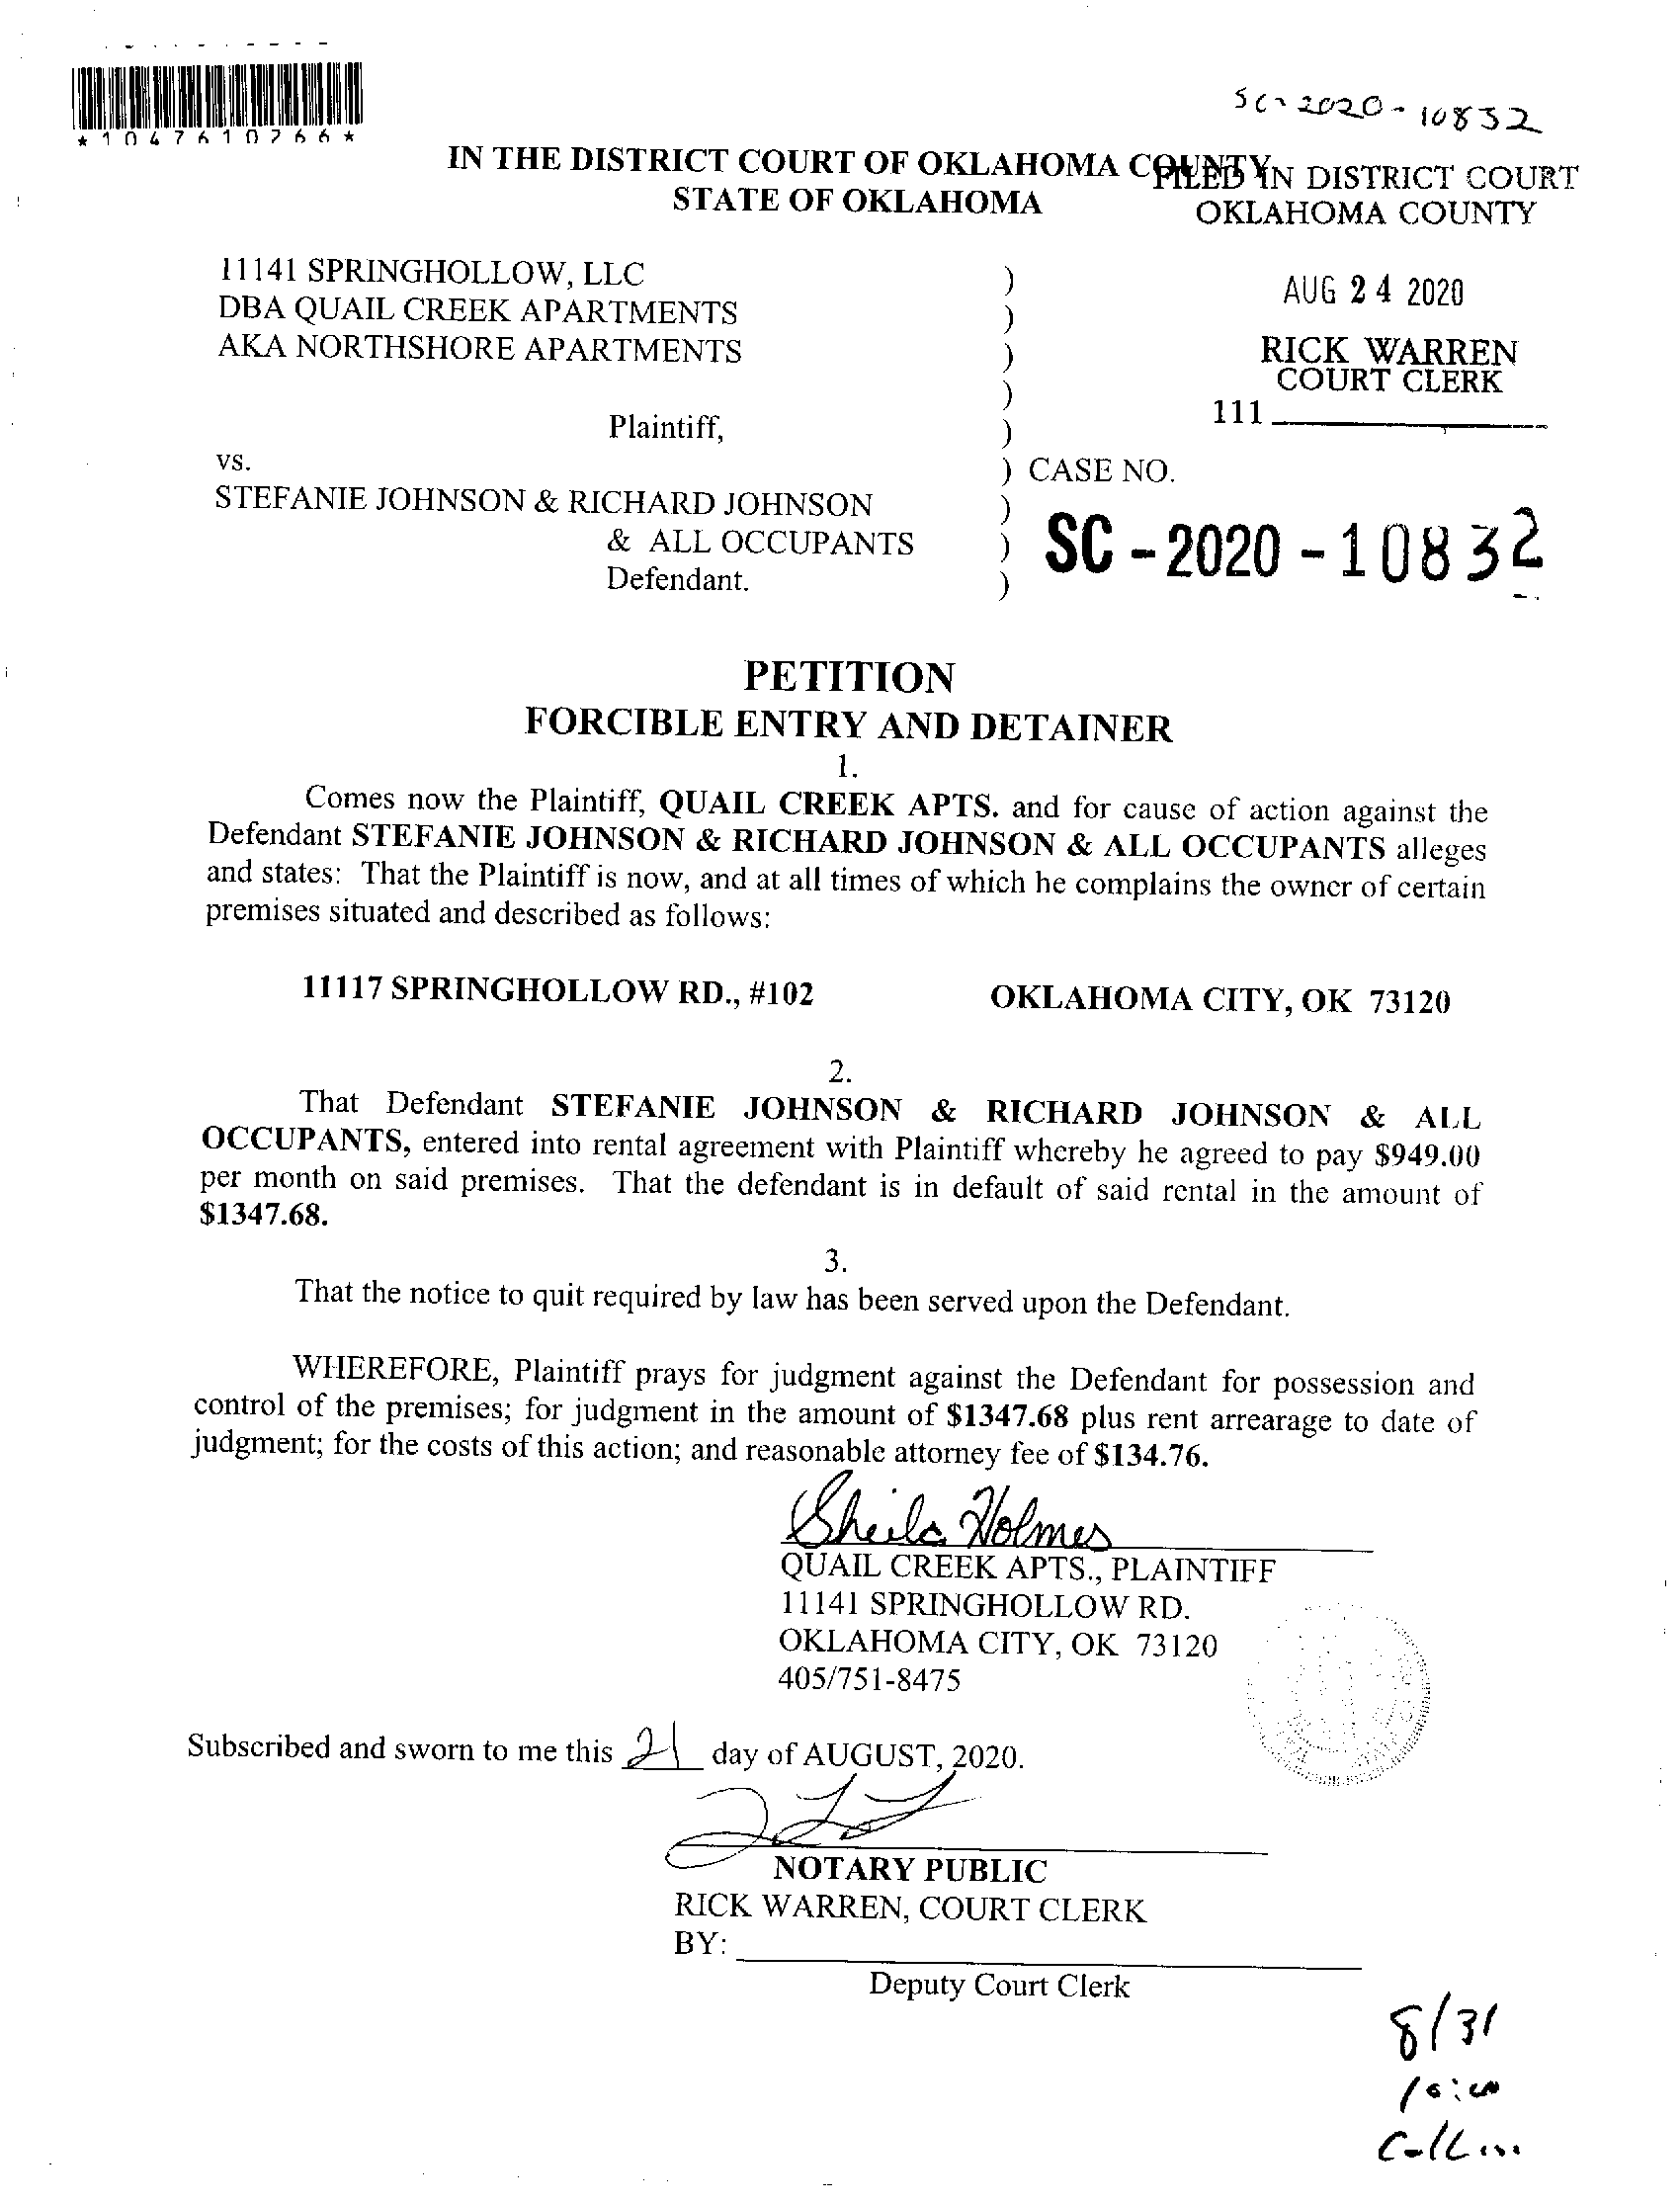 *10476107266*
SC-2020-10832
IN THE DISTRICT COURT OF OKLAHOMA COUNTY
STATE OF OKLAHOMA
FILED IN DISTRICT COURT
OKLAHOMA COUNTY
AUG 24 2020
RICK WARREN
COURT CLERK
111
11141 SPRINGHOLLOW, LLC )
DBA QUAIL CREEK APARTMENTS )
AKA NORTHSHORE APARTMENTS )
)
Plaintiff, )
vs. ) CASE NO.
STEFANIE JOHNSON & RICHARD JOHNSON )
& ALL OCCUPANTS ) SC-2020-10832
Defendant. )
PETITION
FORCIBLE ENTRY AND DETAINER
1.
Comes now the Plaintiff, QUAIL CREEK APTS. and for cause of action against the
Defendant STEFANIE JOHNSON & RICHARD JOHNSON & ALL OCCUPANTS alleges
and states: That the Plaintiff is now, and at all times of which he complains the owner of certain
premises situated and described as follows:
11117 SPRINGHOLLOW RD., #102 OKLAHOMA CITY, OK 73120
2.
That Defendant STEFANIE JOHNSON & RICHARD JOHNSON & ALL
OCCUPANTS, entered into rental agreement with Plaintiff whereby he agreed to pay $949.00
per month on said premises. That the defendant is in default of said rental in the amount of
$1347.68.
3.
That the notice to quit required by law has been served upon the Defendant.
WHEREFORE, Plaintiff prays for judgment against the Defendant for possession and
control of the premises; for judgment in the amount of $1347.68 plus rent arrearage to date of
judgment; for the costs of this action; and reasonable attorney fee of $134.76.
Sheila Holmes
QUAIL CREEK APTS., PLAINTIFF
11141 SPRINGHOLLOW RD.
OKLAHOMA CITY, OK 73120
405/751-8475
Subscribed and sworn to me this 21 day of AUGUST, 2020.
NOTARY PUBLIC
RICK WARREN, COURT CLERK
BY:
Deputy Court Clerk
8/31